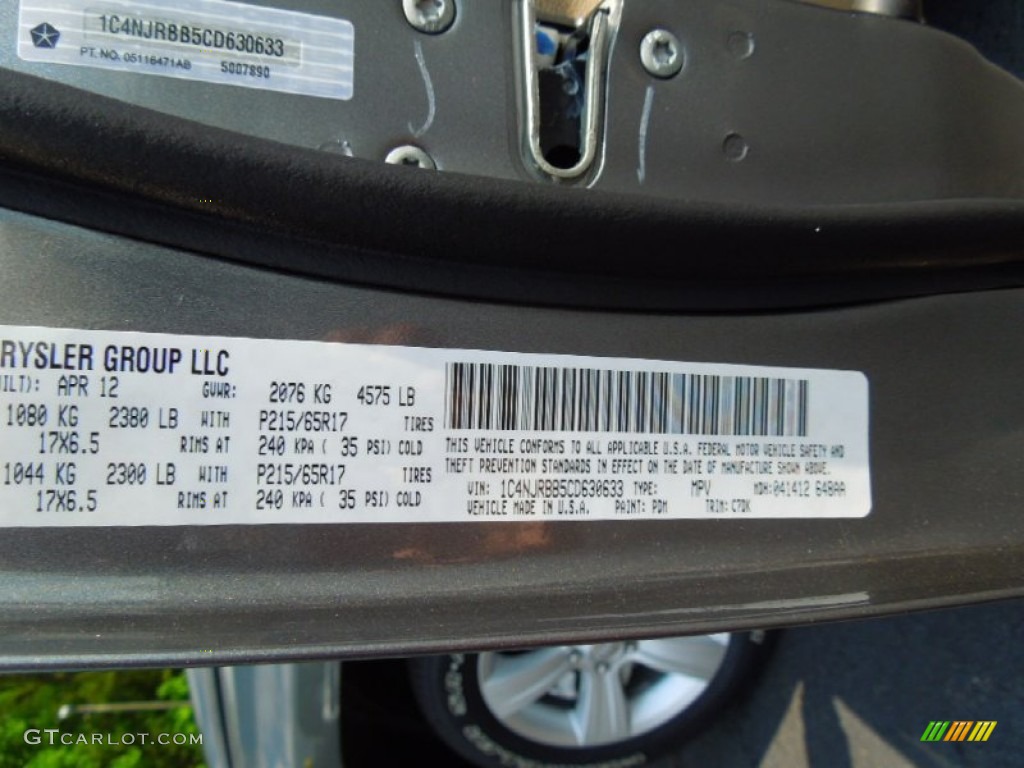 1C4NJRBB5CD630633
PT. NO. 05116471AB 5007890
RYSLER GROUP LLC
UILT): APR 12 GVWR: 2076 KG 4575 LB
1080 KG 2380 LB WITH P215/65R17 TIRES
17X6.5 RIMS AT 240 KPA ( 35 PSI) COLD
1044 KG 2300 LB WITH P215/65R17 TIRES
17X6.5 RIMS AT 240 KPA ( 35 PSI) COLD
THIS VEHICLE CONFORMS TO ALL APPLICABLE U.S.A. FEDERAL MOTOR VEHICLE SAFETY AND
THEFT PREVENTION STANDARDS IN EFFECT ON THE DATE OF MANUFACTURE SHOWN ABOVE.
VIN: 1C4NJRBB5CD630633 TYPE: MPV MDH: 041412 648AA
VEHICLE MADE IN U.S.A. PAINT: PDM TRIM: C7DK
GTCARLOT.COM